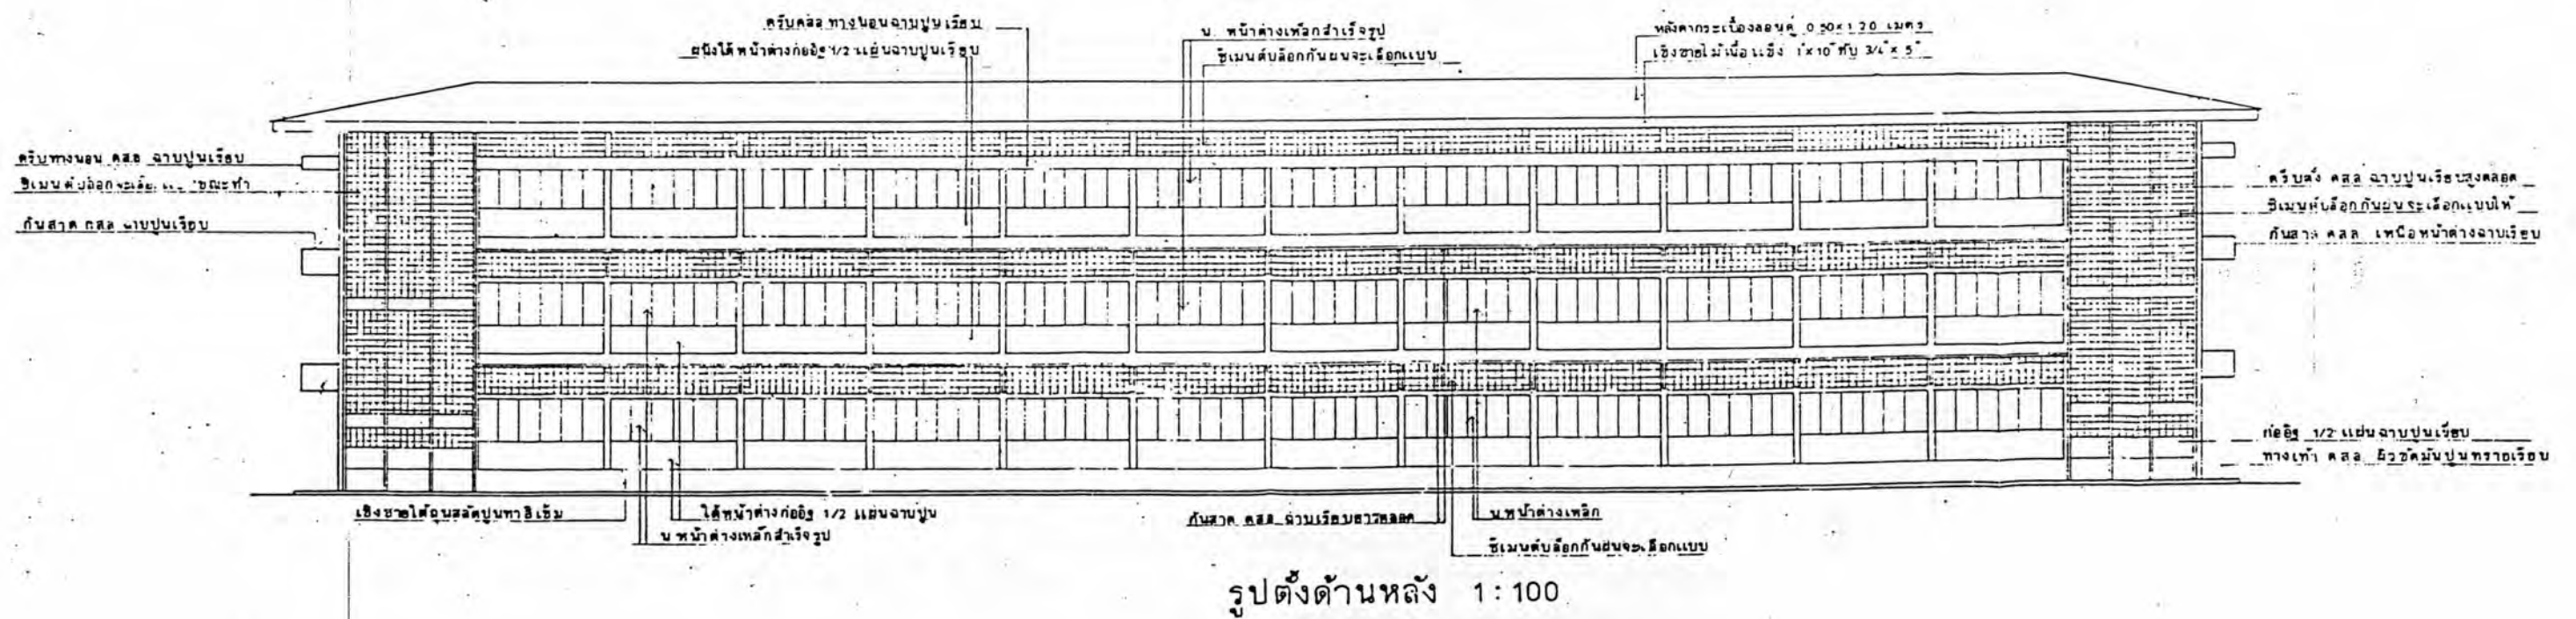 ครีบคสล ทางนอนฉาบปูนเรียบ
ผนังใต้หน้าต่างก่ออิฐ 1/2 แผ่นฉาบปูนเรียบ
น. หน้าต่างเหล็กสำเร็จรูป
ซีเมนต์บล็อกกันฝนจะเลือกแบบ
หลังคากระเบื้องลอนคู่ 0.50×1.20 เมตร
เชิงชายไม้เนื้อแข็ง 1"×10" ทับ 3/4"×5"
ครีบทางนอน คสล ฉาบปูนเรียบ
ซีเมนต์บล็อกจะเลือกแบบขณะทำ
กันสาด คสล ฉาบปูนเรียบ
ครีบตั้ง คสล ฉาบปูนเรียบสูงตลอด
ซีเมนต์บล็อกกันฝนจะเลือกแบบให้
กันสาด คสล เหนือหน้าต่างฉาบเรียบ
ก่ออิฐ 1/2 แผ่นฉาบปูนเรียบ
ทางเท้า คสล ผิวขัดมันปูนทรายเรียบ
ใต้หน้าต่างก่ออิฐ 1/2 แผ่นฉาบปูน
น หน้าต่างเหล็กสำเร็จรูป
กันสาด คสล ฉาบเรียบยาวตลอด
น.หน้าต่างเหล็ก
ซีเมนต์บล็อกกันฝนจะเลือกแบบ
รูปตั้งด้านหลัง 1:100